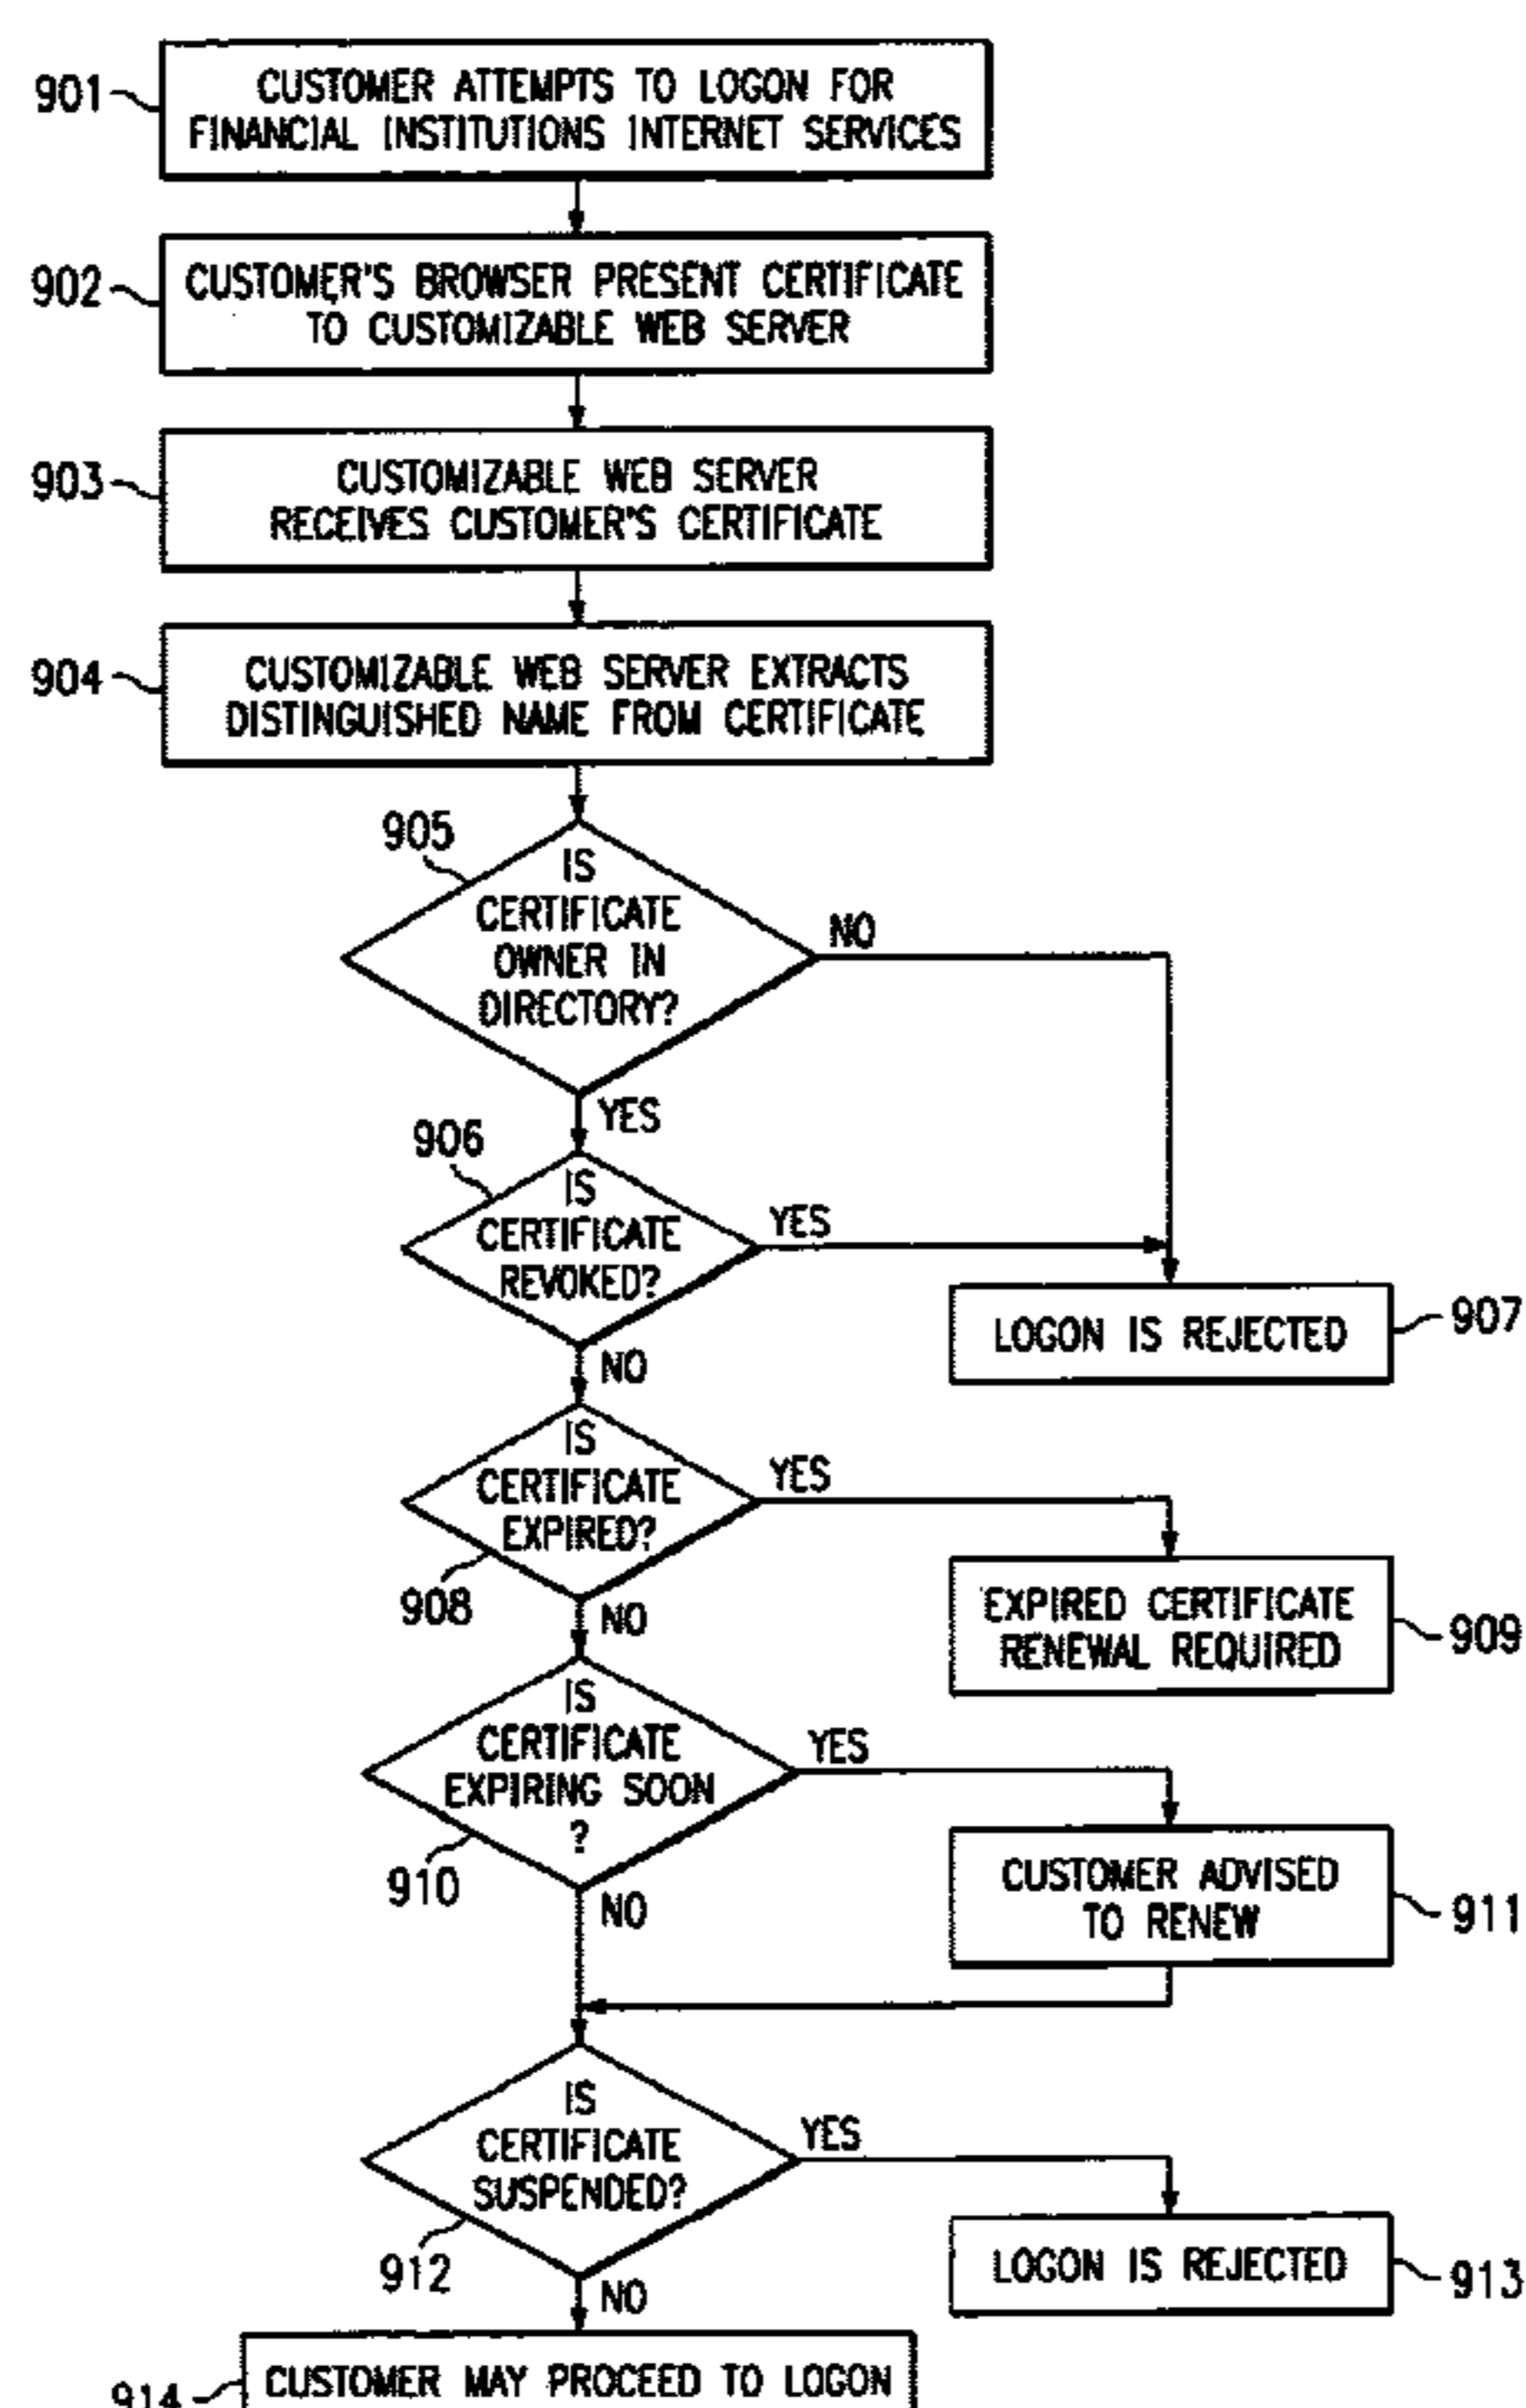 901
CUSTOMER ATTEMPTS TO LOGON FOR
FINANCIAL INSTITUTIONS INTERNET SERVICES
902
CUSTOMER'S BROWSER PRESENT CERTIFICATE
TO CUSTOMIZABLE WEB SERVER
903
CUSTOMIZABLE WEB SERVER
RECEIVES CUSTOMER'S CERTIFICATE
904
CUSTOMIZABLE WEB SERVER EXTRACTS
DISTINGUISHED NAME FROM CERTIFICATE
905
IS
CERTIFICATE
OWNER IN
DIRECTORY?
NO
YES
906
IS
CERTIFICATE
REVOKED?
YES
NO
LOGON IS REJECTED
907
IS
CERTIFICATE
EXPIRED?
YES
908
NO
EXPIRED CERTIFICATE
RENEWAL REQUIRED
909
IS
CERTIFICATE
EXPIRING SOON
?
YES
910
NO
CUSTOMER ADVISED
TO RENEW
911
IS
CERTIFICATE
SUSPENDED?
YES
912
NO
LOGON IS REJECTED
913
914
CUSTOMER MAY PROCEED TO LOGON